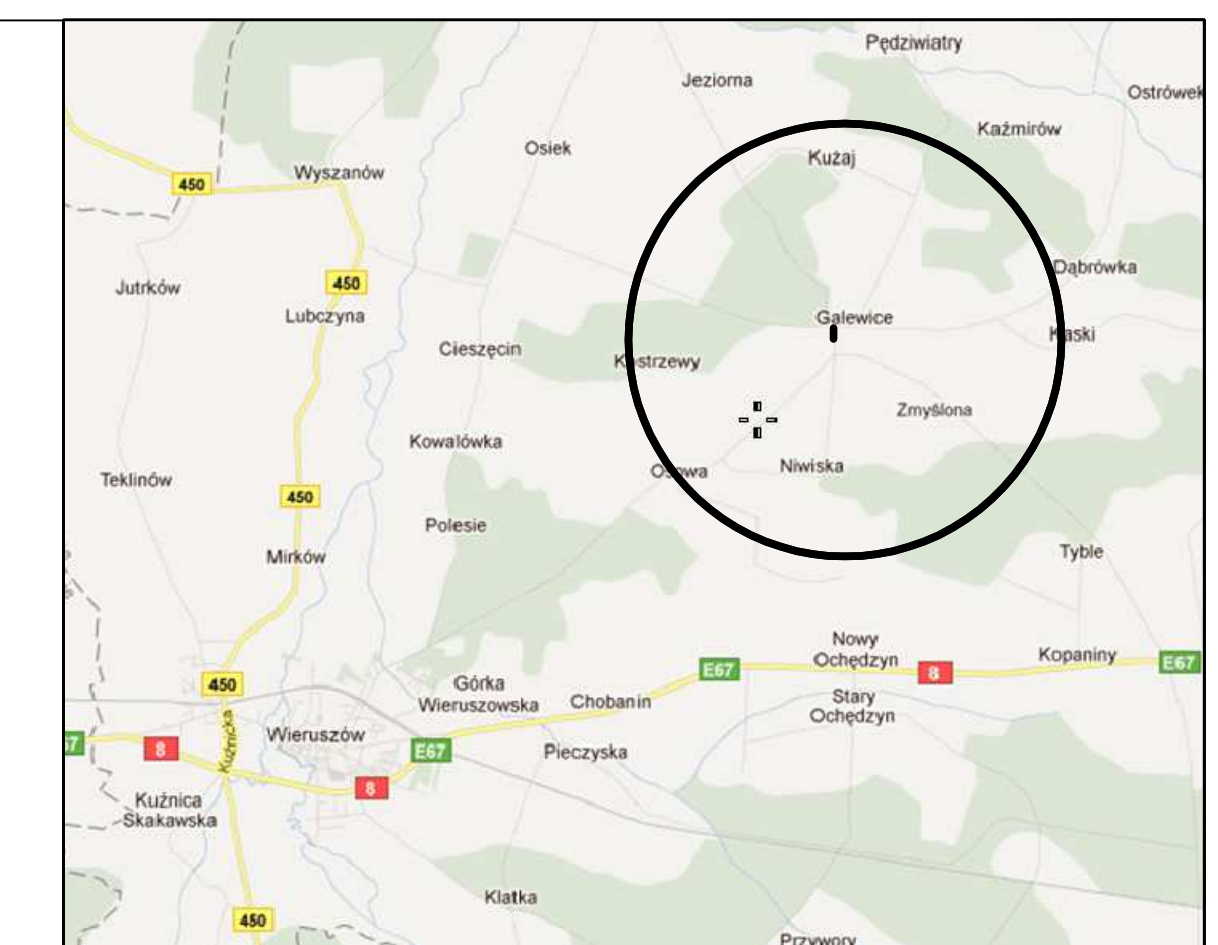 Pędziwiatry
Jeziorna
Ostrówek
Kaźmirów
Osiek
Kużaj
Wyszanów
450
Dąbrówka
Jutrków
450
Lubczyna
Galewice
Kaski
Cieszęcin
Kostrzewy
Zmyślona
Kowalówka
Osowa
Niwiska
Teklinów
450
Polesie
Mirków
Tyble
Nowy
Ochędzyn
Kopaniny
E67
8
E67
450
Górka
Wieruszowska
Chobanin
Stary
Ochędzyn
Kuźnicka
Wieruszów
67
8
E67
Pieczyska
8
Kuźnica
Skakawska
Klatka
450
Przywory